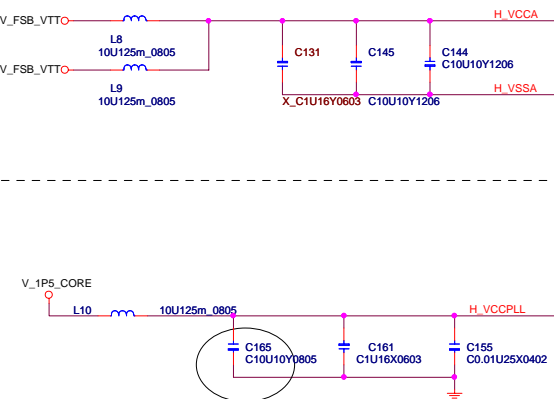 V_FSB_VTT
H_VCCA
L8
10U125m_0805
C131
C145
C144
C10U10Y1206
V_FSB_VTT
L9
10U125m_0805
H_VSSA
X_C1U16Y0603
C10U10Y1206
V_1P5_CORE
L10
10U125m_0805
H_VCCPLL
C165
C10U10Y0805
C161
C1U16X0603
C155
C0.01U25X0402